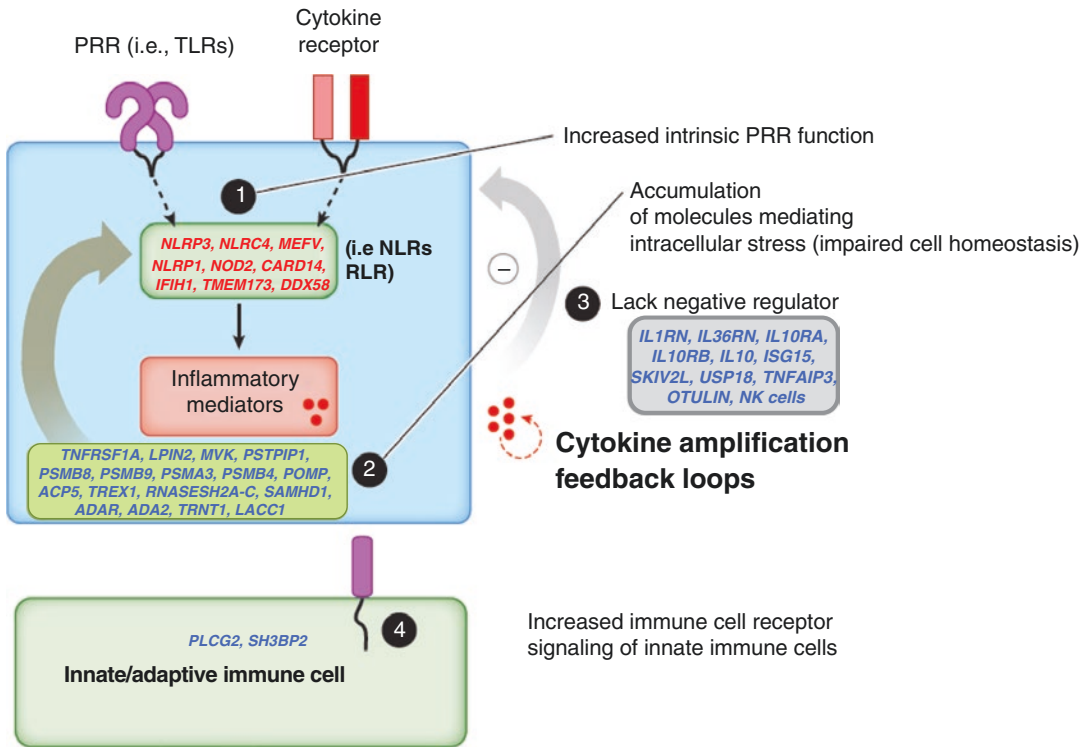 PRR (i.e., TLRs)
Cytokine
receptor
Increased intrinsic PRR function
1
Accumulation
of molecules mediating
intracellular stress (impaired cell homeostasis)
NLRP3, NLRC4, MEFV,
NLRP1, NOD2, CARD14,
IFIH1, TMEM173, DDX58
(i.e NLRs
RLR)
−
3 Lack negative regulator
IL1RN, IL36RN, IL10RA,
IL10RB, IL10, ISG15,
SKIV2L, USP18, TNFAIP3,
OTULIN, NK cells
Inflammatory
mediators
Cytokine amplification
feedback loops
2
TNFRSF1A, LPIN2, MVK, PSTPIP1,
PSMB8, PSMB9, PSMA3, PSMB4, POMP,
ACP5, TREX1, RNASESH2A-C, SAMHD1,
ADAR, ADA2, TRNT1, LACC1
4
PLCG2, SH3BP2
Innate/adaptive immune cell
Increased immune cell receptor
signaling of innate immune cells